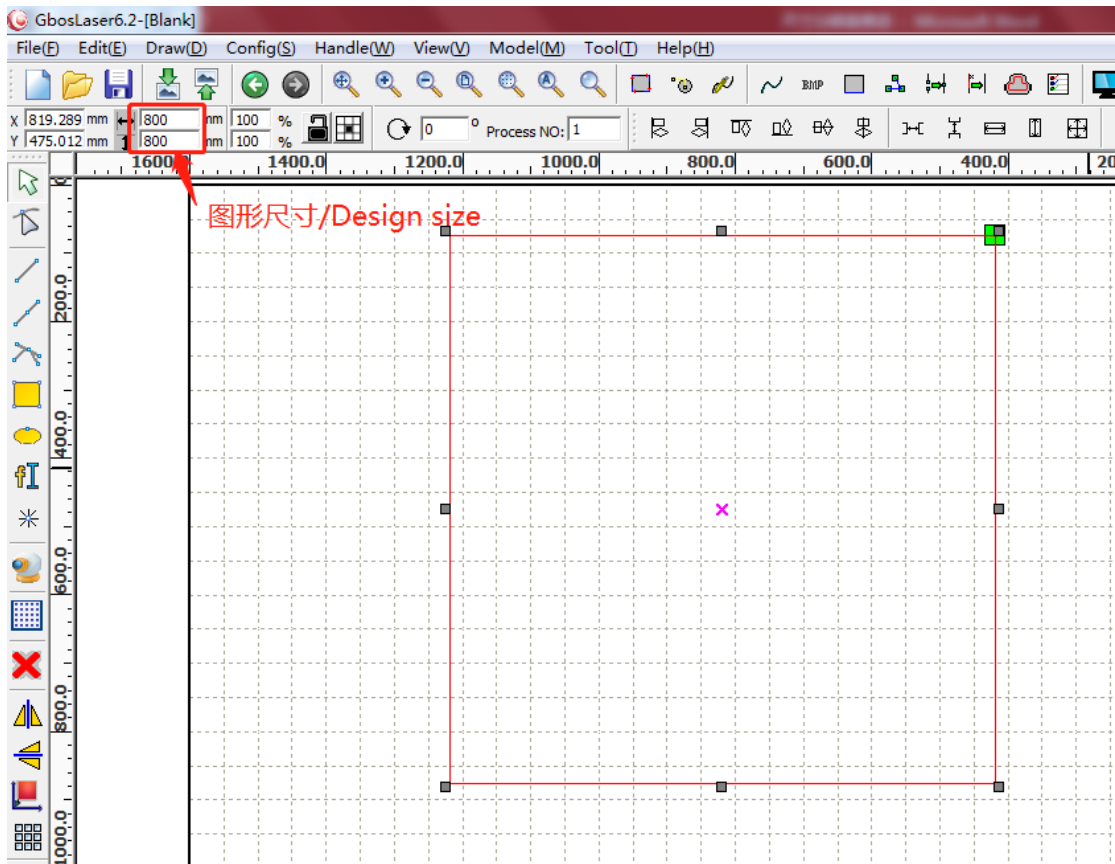 GbosLaser6.2-[Blank]
File(F) Edit(E) Draw(D) Config(S) Handle(W) View(V) Model(M) Tool(T) Help(H)
BMP
X 819.289 mm 800 mm 100 %
Y 475.012 mm 800 mm 100 %
0 ° Process NO: 1
1600. 1400.0 1200.0 1000.0 800.0 600.0 400.0 20
图形尺寸/Design size
200.0
400.0
600.0
800.0
1000.0